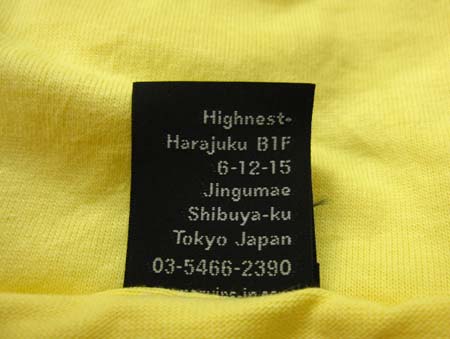 Highnest-
Harajuku B1F
6-12-15
Jingumae
Shibuya-ku
Tokyo Japan
03-5466-2390